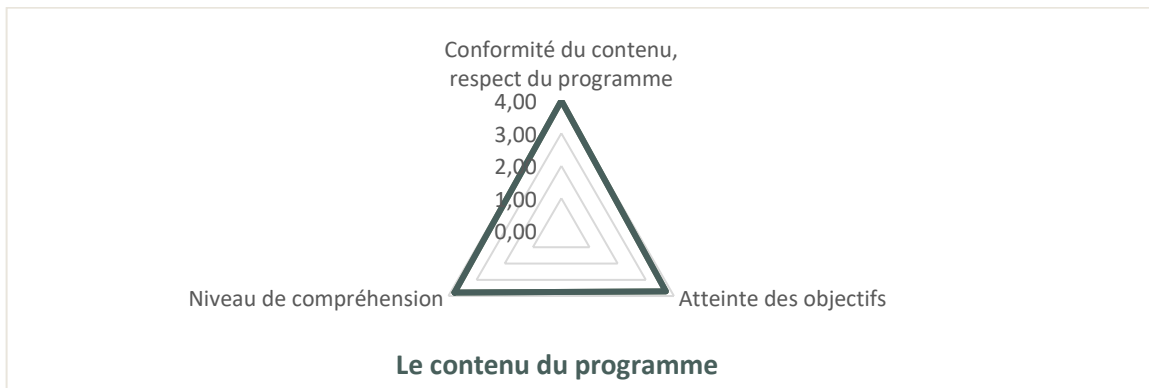 Conformité du contenu,
respect du programme
4,00
3,00
2,00
1,00
0,00
Niveau de compréhension
Atteinte des objectifs
Le contenu du programme